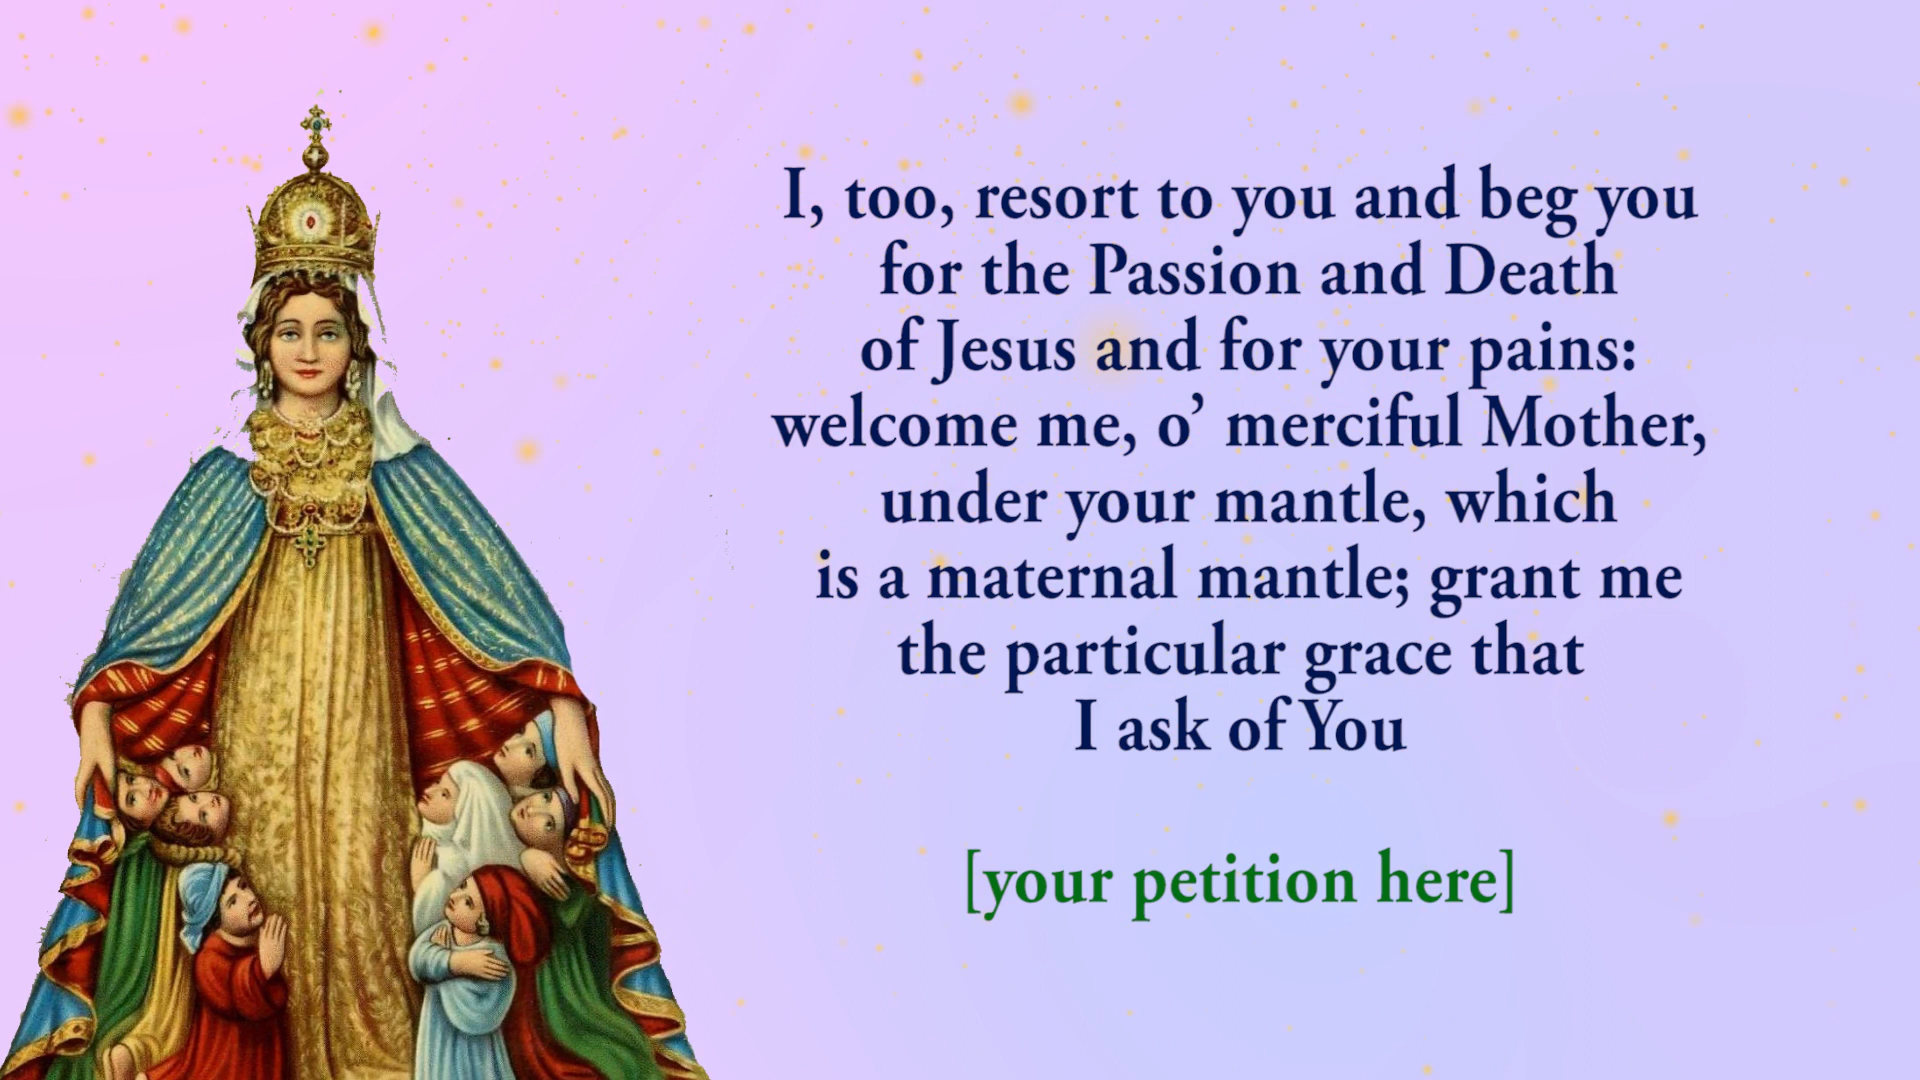 I, too, resort to you and beg you
for the Passion and Death
of Jesus and for your pains:
welcome me, o’ merciful Mother,
under your mantle, which
is a maternal mantle; grant me
the particular grace that
I ask of You
[your petition here]